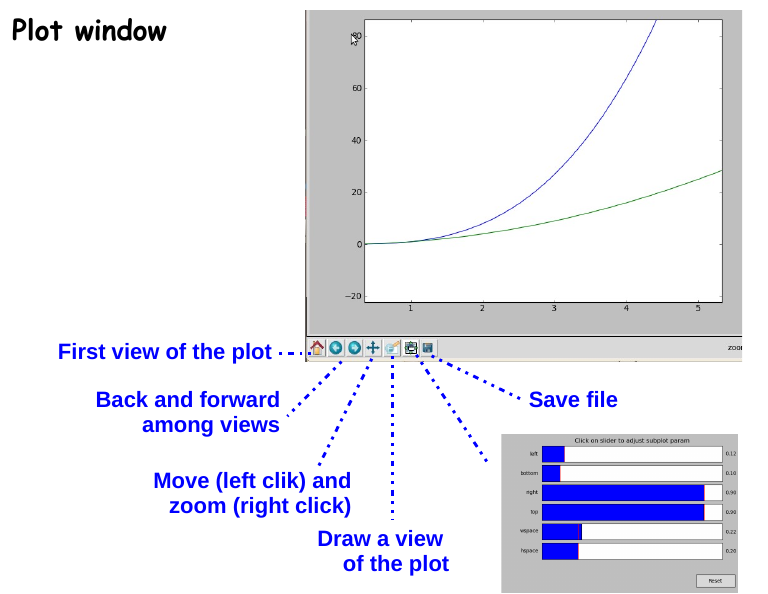 Plot window
80
60
40
20
0
−20
1 2 3 4 5
zoo
First view of the plot
Back and forward
among views
Move (left clik) and
zoom (right click)
Draw a view
of the plot
Save file
Click on slider to adjust subplot param
left 0.12
bottom 0.10
right 0.90
top 0.90
wspace 0.22
hspace 0.20
Reset